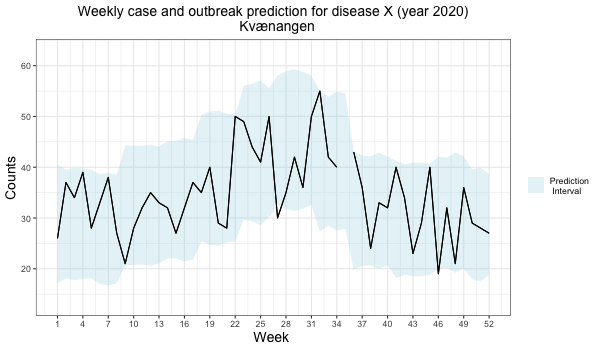 Weekly case and outbreak prediction for disease X (year 2020)
Kvænangen
60
50
40
30
20
Counts
1 4 7 10 13 16 19 22 25 28 31 34 37 40 43 46 49 52
Week
Prediction
Interval